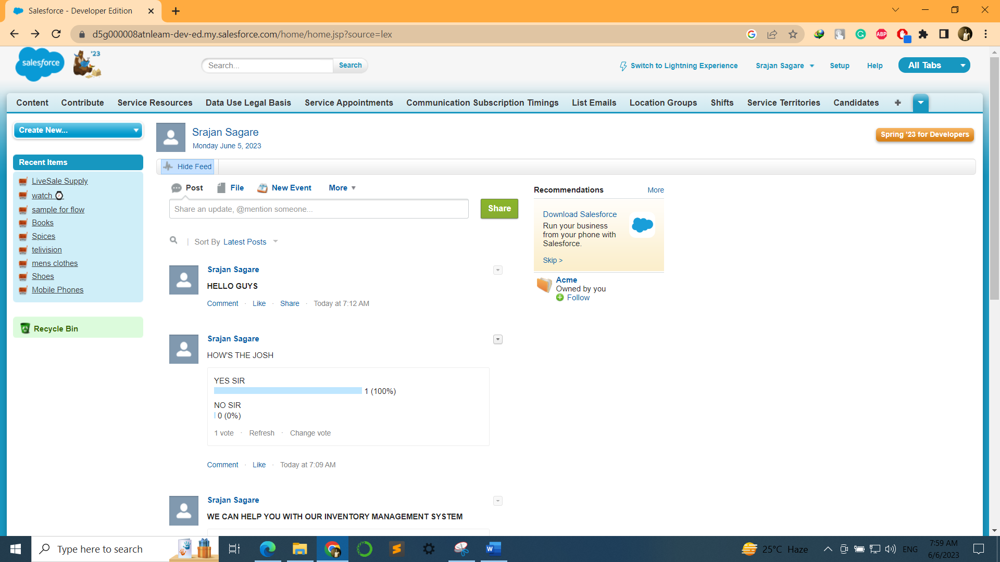 Salesforce - Developer Edition
d5g000008atnleam-dev-ed.my.salesforce.com/home/home.jsp?source=lex
ABP
salesforce
'23
Search...
Search
Switch to Lightning Experience
Srajan Sagare
Setup
Help
All Tabs
Content
Contribute
Service Resources
Data Use Legal Basis
Service Appointments
Communication Subscription Timings
List Emails
Location Groups
Shifts
Service Territories
Candidates
Create New...
Srajan Sagare
Monday June 5, 2023
Spring '23 for Developers
Recent Items
LiveSale Supply
watch
sample for flow
Books
Spices
telivision
mens clothes
Shoes
Mobile Phones
Recycle Bin
Hide Feed
Post
File
New Event
More
Share an update, @mention someone...
Share
Sort By Latest Posts
Srajan Sagare
HELLO GUYS
Comment · Like · Share · Today at 7:12 AM
Srajan Sagare
HOW'S THE JOSH
YES SIR
1 (100%)
NO SIR
0 (0%)
1 vote · Refresh · Change vote
Comment · Like · Today at 7:09 AM
Srajan Sagare
WE CAN HELP YOU WITH OUR INVENTORY MANAGEMENT SYSTEM
Recommendations
More
Download Salesforce
Run your business
from your phone with
Salesforce.
Skip >
Acme
Owned by you
Follow
Type here to search
25°C Haze
ENG
7:59 AM
6/6/2023